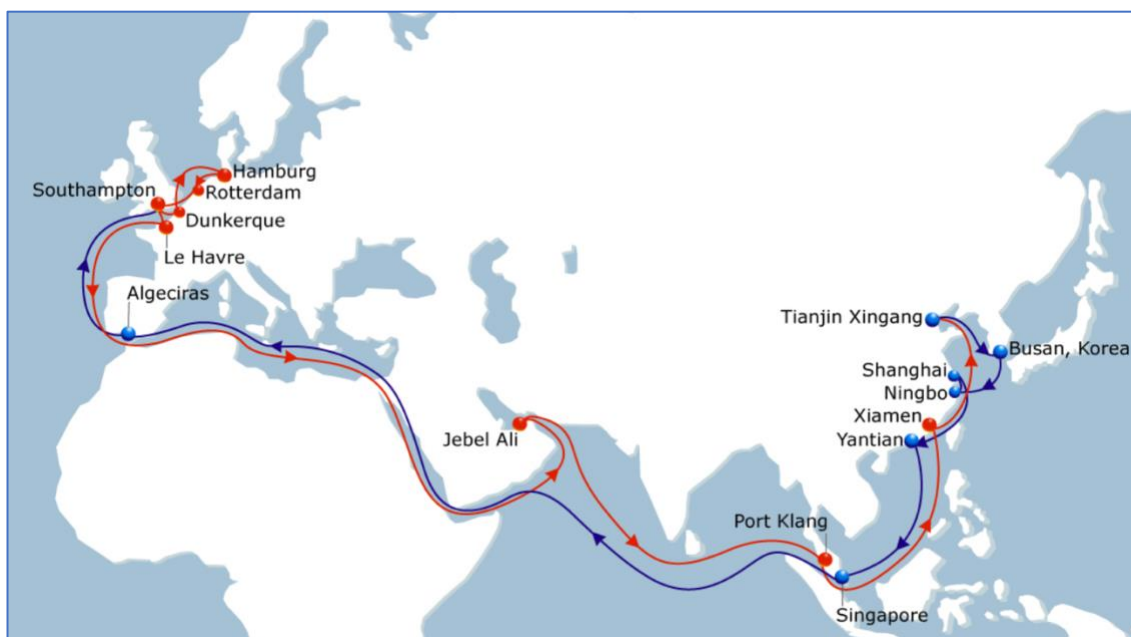 Hamburg
Southampton
Rotterdam
Dunkerque
Le Havre
Algeciras
Tianjin Xingang
Busan, Korea
Shanghai
Ningbo
Xiamen
Jebel Ali
Yantian
Port Klang
Singapore